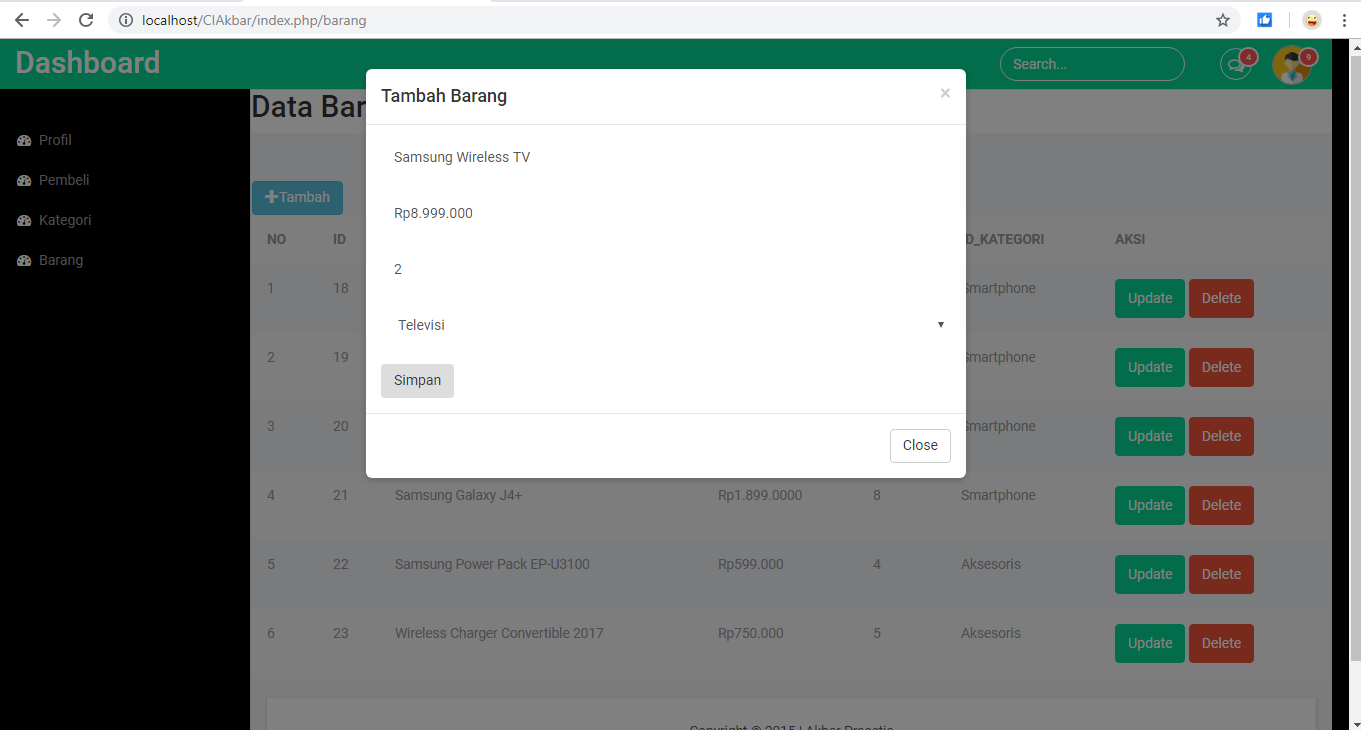 localhost/CIAkbar/index.php/barang
Dashboard
Search...
4
9
Tambah Barang
×
Data Bar
Profil
Pembeli
Kategori
Barang
Samsung Wireless TV
Rp8.999.000
2
Televisi
Simpan
Close
Tambah
NO ID D_KATEGORI AKSI
1 18 Smartphone Update Delete
2 19 Smartphone Update Delete
3 20 Smartphone Update Delete
4 21 Samsung Galaxy J4+ Rp1.899.0000 8 Smartphone Update Delete
5 22 Samsung Power Pack EP-U3100 Rp599.000 4 Aksesoris Update Delete
6 23 Wireless Charger Convertible 2017 Rp750.000 5 Aksesoris Update Delete
Copyright © 2015 | Akbar